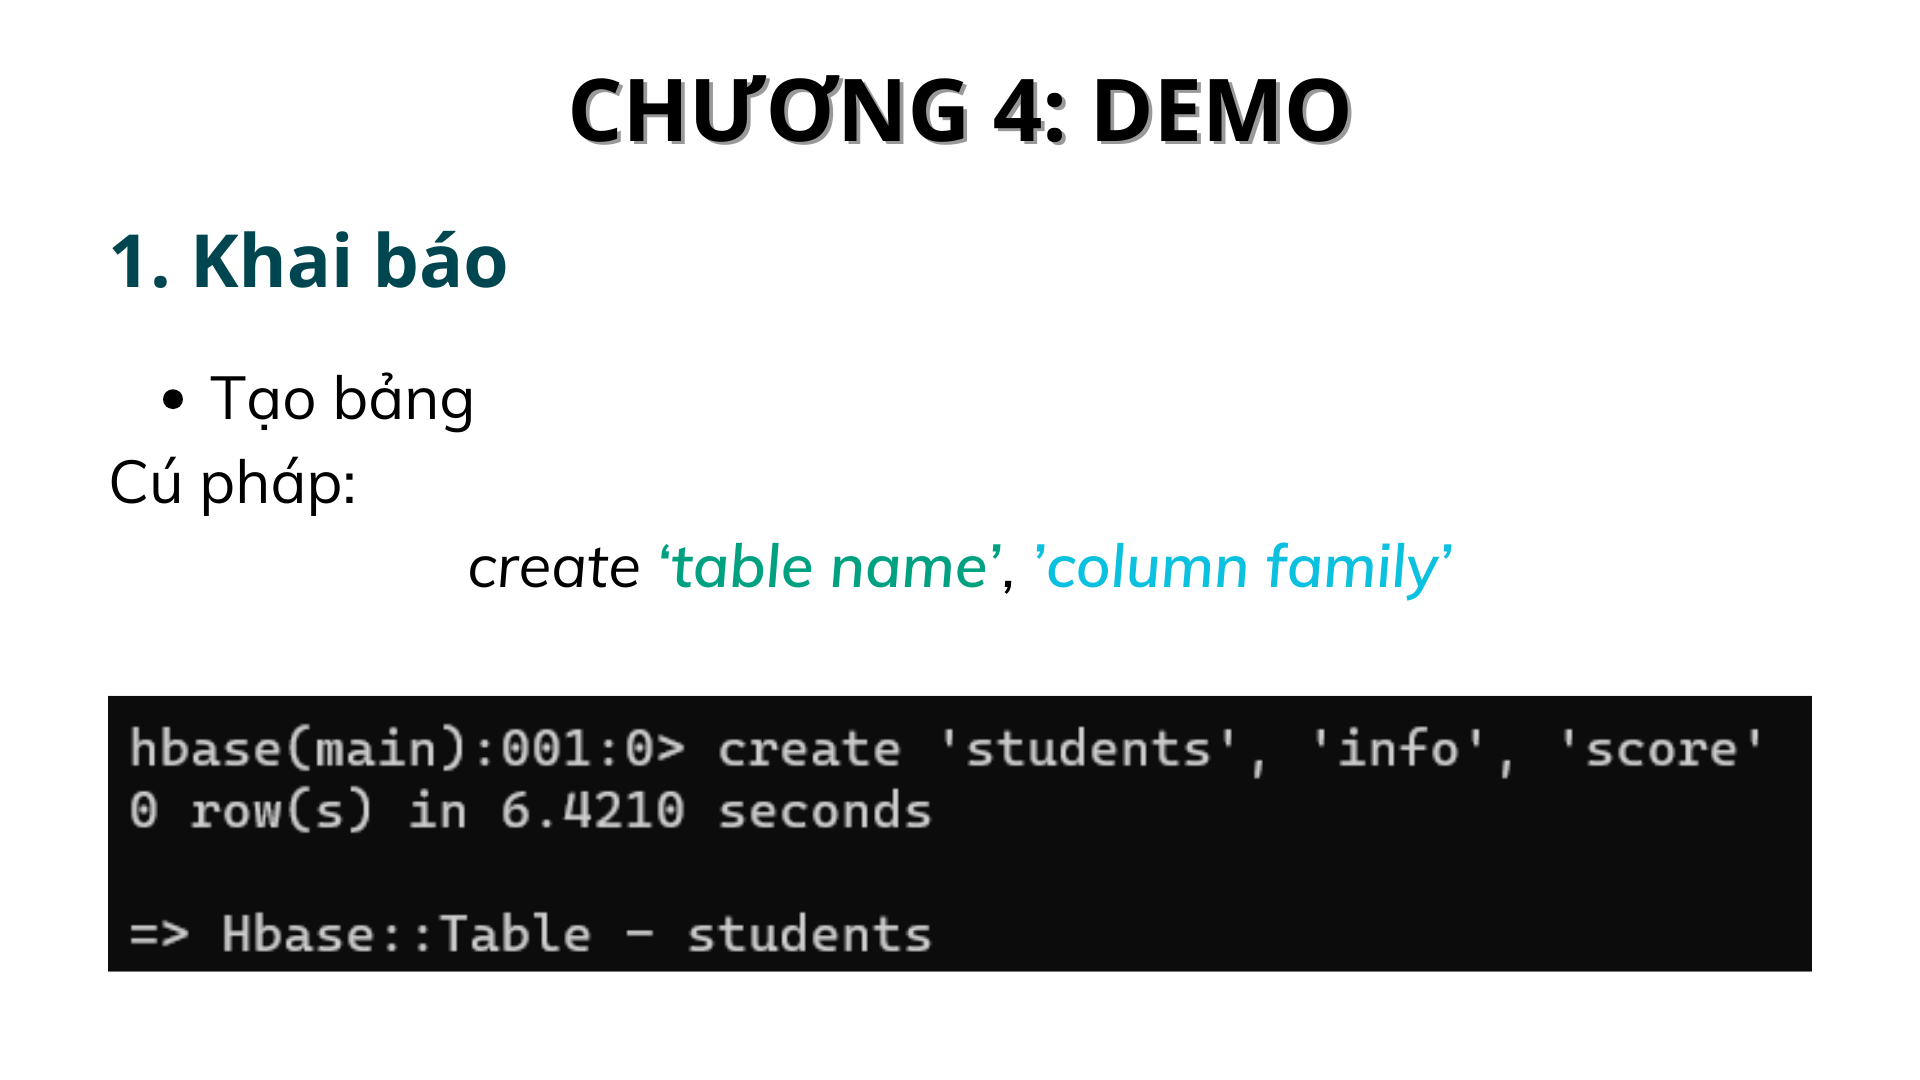 CHƯƠNG 4: DEMO
1. Khai báo
• Tạo bảng
Cú pháp:
create ‘table name’, ’column family’
hbase(main):001:0> create 'students', 'info', 'score'
0 row(s) in 6.4210 seconds
=> Hbase::Table - students